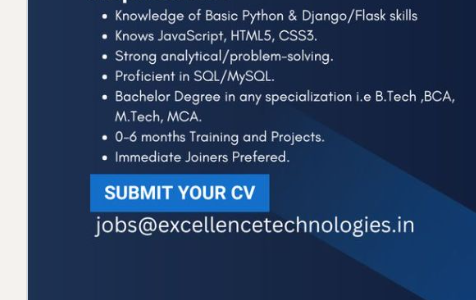 • Knowledge of Basic Python & Django/Flask skills
• Knows JavaScript, HTML5, CSS3.
• Strong analytical/problem-solving.
• Proficient in SQL/MySQL.
• Bachelor Degree in any specialization i.e B.Tech ,BCA,
M.Tech, MCA.
• 0-6 months Training and Projects.
• Immediate Joiners Prefered.
SUBMIT YOUR CV
jobs@excellencetechnologies.in